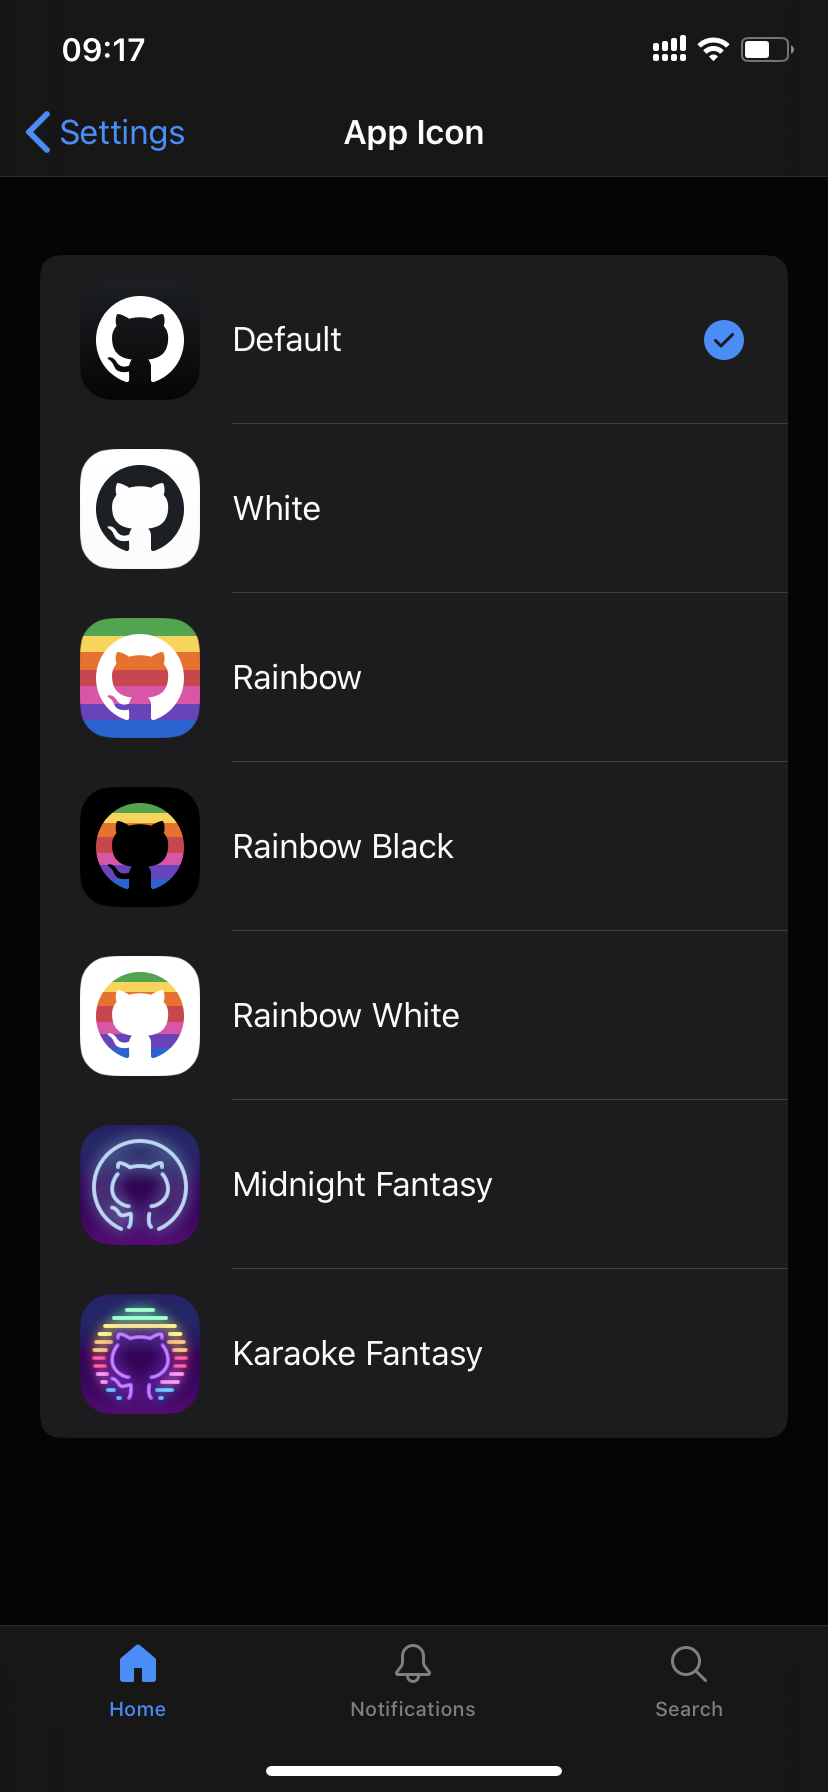 09:17
Settings
App Icon
Default
White
Rainbow
Rainbow Black
Rainbow White
Midnight Fantasy
Karaoke Fantasy
Home
Notifications
Search